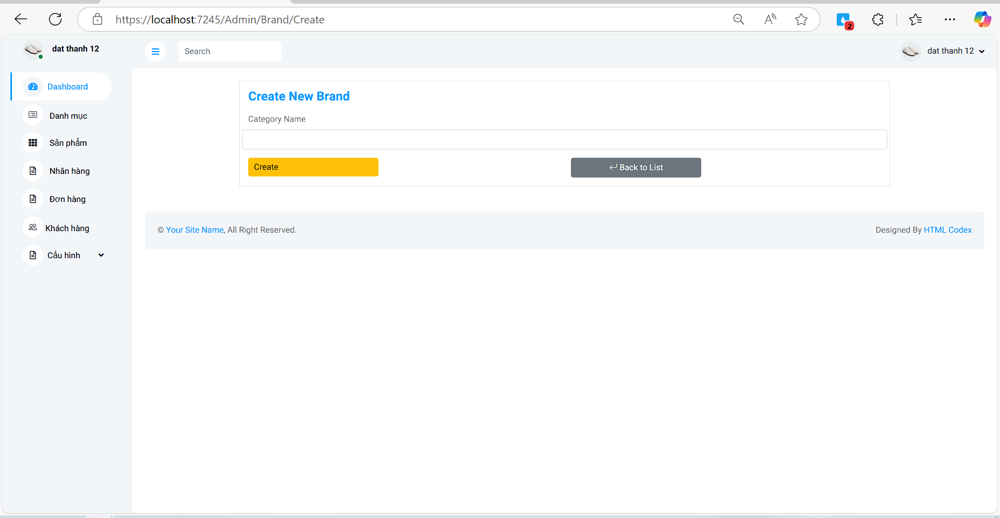 https://localhost:7245/Admin/Brand/Create
2
dat thanh 12
Search
dat thanh 12
Dashboard
Danh mục
Sản phẩm
Nhãn hàng
Đơn hàng
Khách hàng
Cấu hình
Create New Brand
Category Name
Create
Back to List
© Your Site Name, All Right Reserved.
Designed By HTML Codex